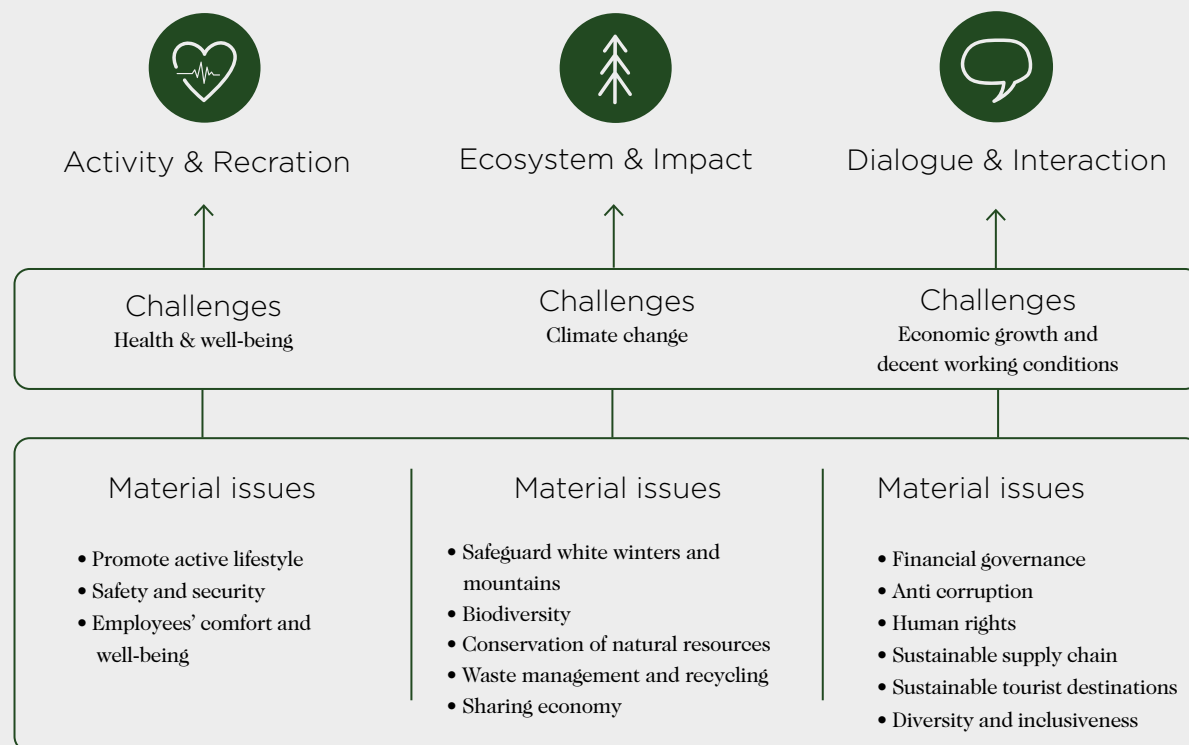 Activity & Recration
Ecosystem & Impact
Dialogue & Interaction
Challenges
Health & well-being
Challenges
Climate change
Challenges
Economic growth and
decent working conditions
Material issues
• Promote active lifestyle
• Safety and security
• Employees’ comfort and
well-being
Material issues
• Safeguard white winters and
mountains
• Biodiversity
• Conservation of natural resources
• Waste management and recycling
• Sharing economy
Material issues
• Financial governance
• Anti corruption
• Human rights
• Sustainable supply chain
• Sustainable tourist destinations
• Diversity and inclusiveness